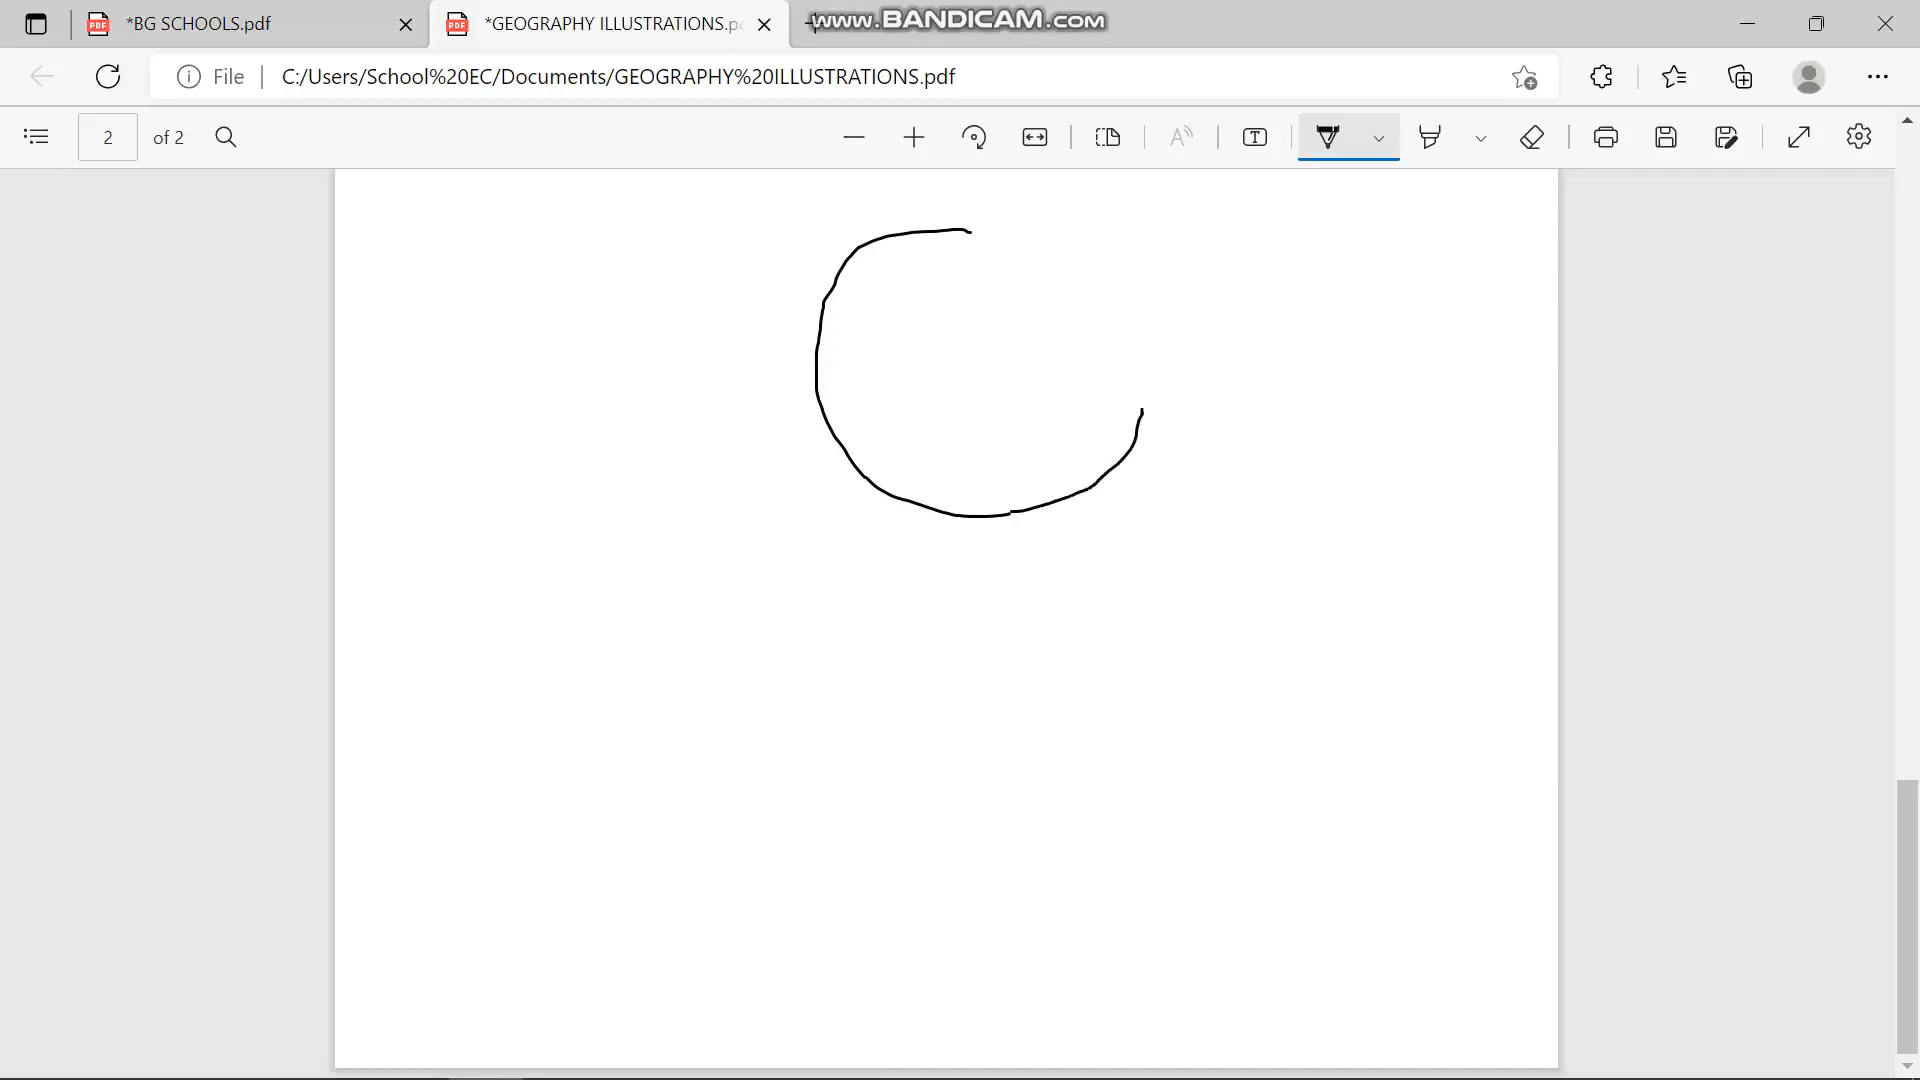 *BG SCHOOLS.pdf
*GEOGRAPHY ILLUSTRATIONS.pd
www.BANDICAM.com
File
C:/Users/School%20EC/Documents/GEOGRAPHY%20ILLUSTRATIONS.pdf
2
of 2